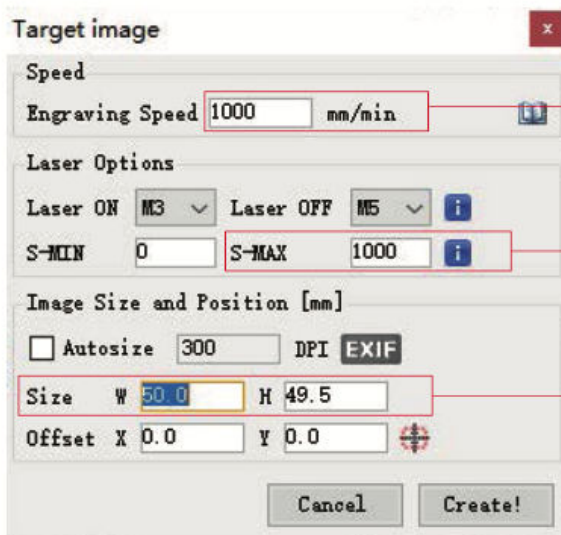 Target image
x
Speed
Engraving Speed 1000 mm/min
Laser Options
Laser ON M3 Laser OFF M5 i
S-MIN 0 S-MAX 1000 i
Image Size and Position [mm]
Autosize 300 DPI EXIF
Size W 50.0 H 49.5
Offset X 0.0 Y 0.0
Cancel Create!